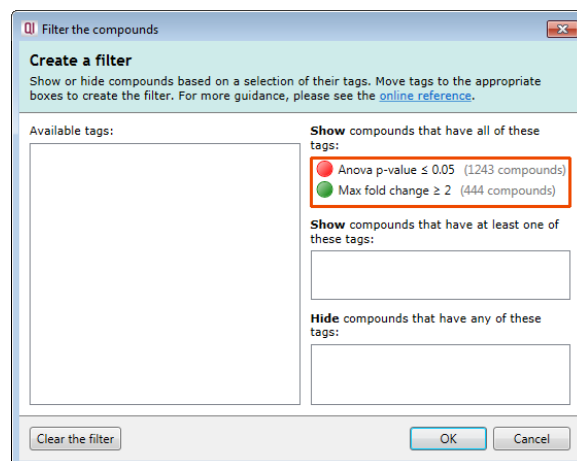 QI Filter the compounds
Create a filter
Show or hide compounds based on a selection of their tags. Move tags to the appropriate
boxes to create the filter. For more guidance, please see the online reference.
Available tags:
Show compounds that have all of these
tags:
Anova p-value ≤ 0.05 (1243 compounds)
Max fold change ≥ 2 (444 compounds)
Show compounds that have at least one of
these tags:
Hide compounds that have any of these
tags:
Clear the filter
OK
Cancel